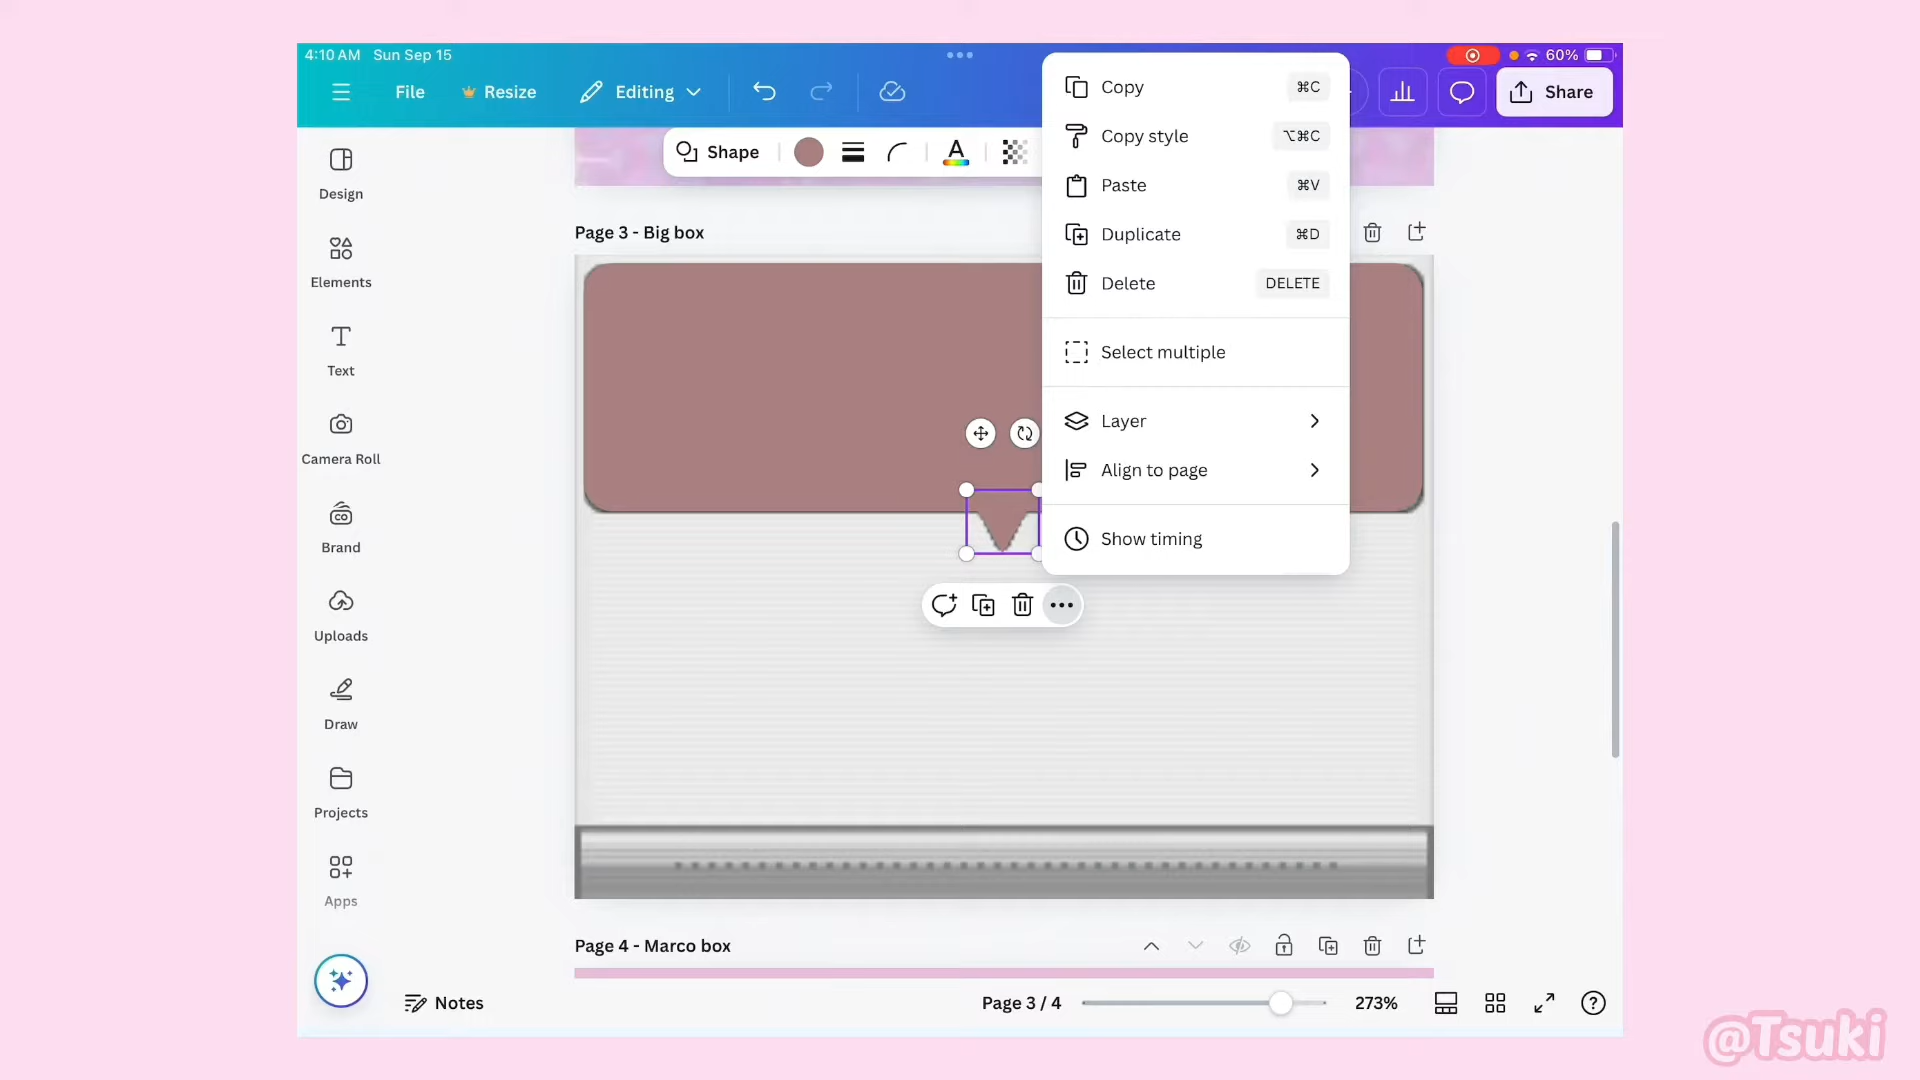 4:10 AM Sun Sep 15
60%
File
Resize
Editing
Share
Shape
Copy ⌘C
Copy style ⌥⌘C
Paste ⌘V
Duplicate ⌘D
Delete DELETE
Select multiple
Layer
Align to page
Show timing
Design
Elements
Text
Camera Roll
Brand
Uploads
Draw
Projects
Apps
Page 3 - Big box
Page 4 - Marco box
Notes
Page 3 / 4
273%
@Tsuki